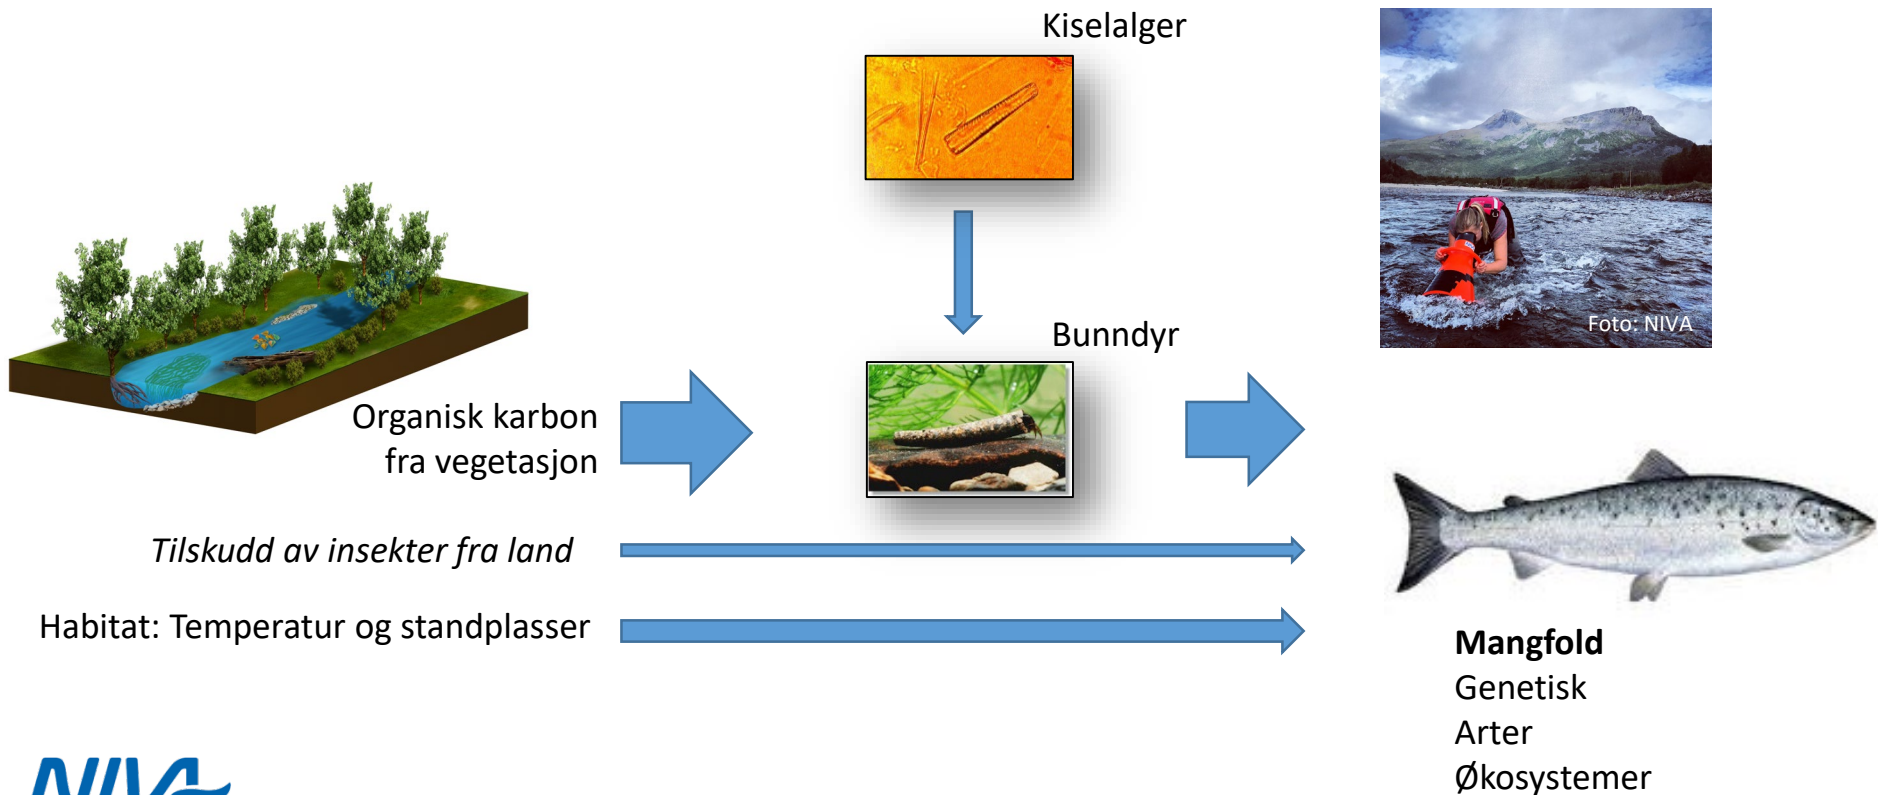 Kiselalger
Foto: NIVA
Bunndyr
Organisk karbon
fra vegetasjon
Tilskudd av insekter fra land
Habitat: Temperatur og standplasser
Mangfold
Genetisk
Arter
Økosystemer
NIVA